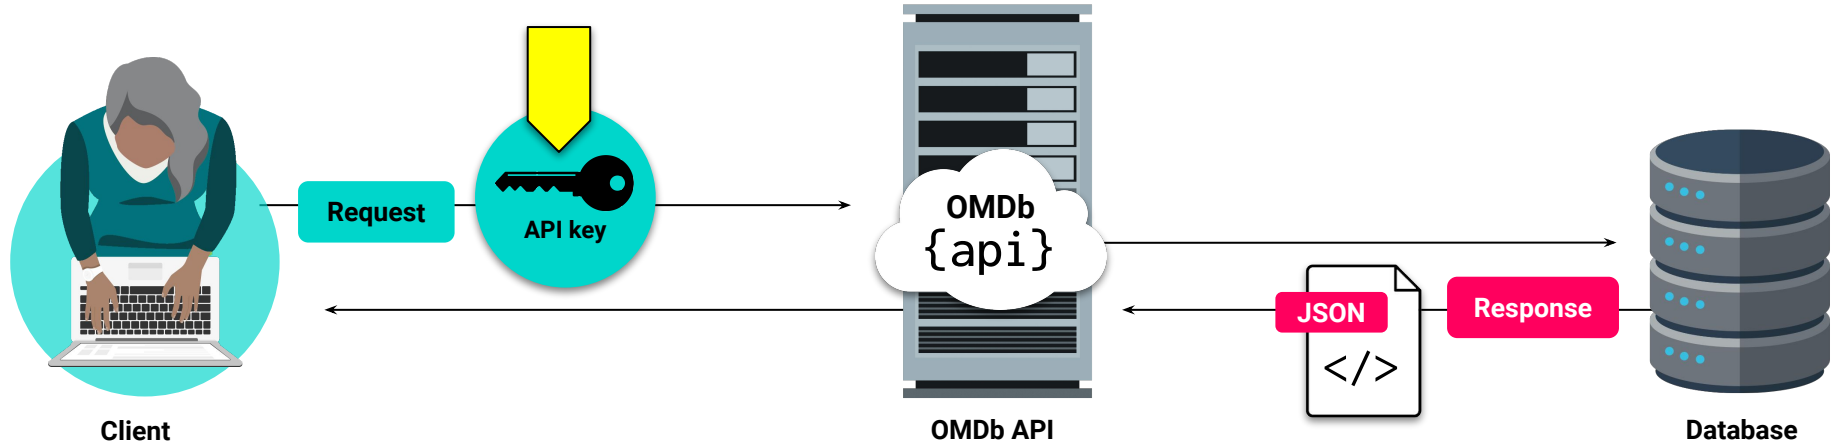 Request
API key
OMDb
{api}
JSON
</>
Response
Client
OMDb API
Database